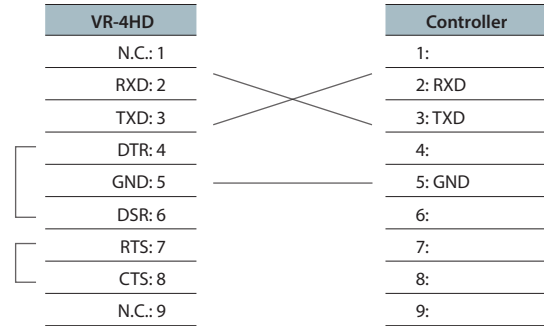 VR-4HD Controller
N.C.: 1 1:
RXD: 2 2: RXD
TXD: 3 3: TXD
DTR: 4 4:
GND: 5 5: GND
DSR: 6 6:
RTS: 7 7:
CTS: 8 8:
N.C.: 9 9: